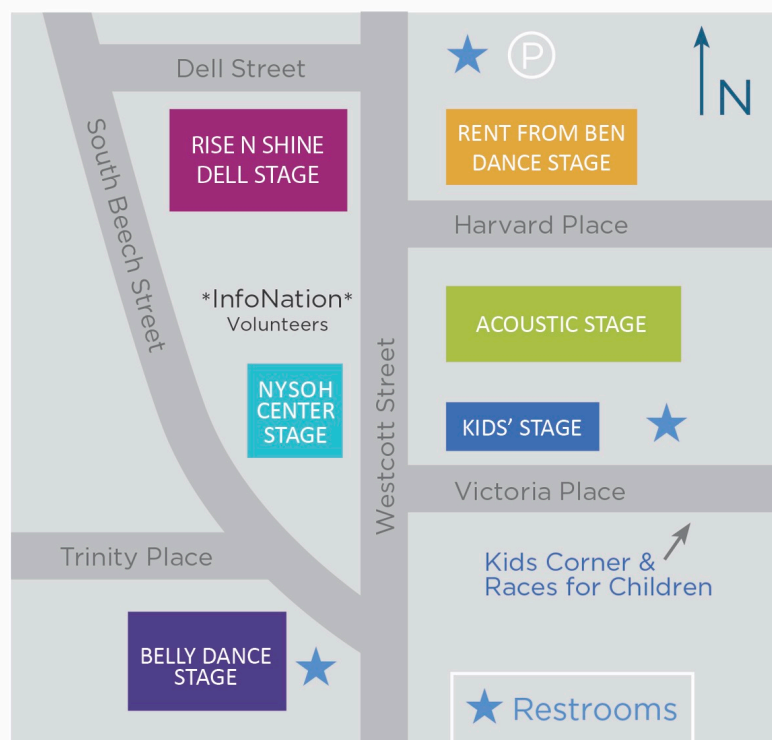 Dell Street
P
N
South Beech Street
RISE N SHINE
DELL STAGE
RENT FROM BEN
DANCE STAGE
Harvard Place
*InfoNation*
Volunteers
ACOUSTIC STAGE
NYSOH
CENTER
STAGE
Westcott Street
KIDS’ STAGE
Victoria Place
Trinity Place
Kids Corner &
Races for Children
BELLY DANCE
STAGE
Restrooms